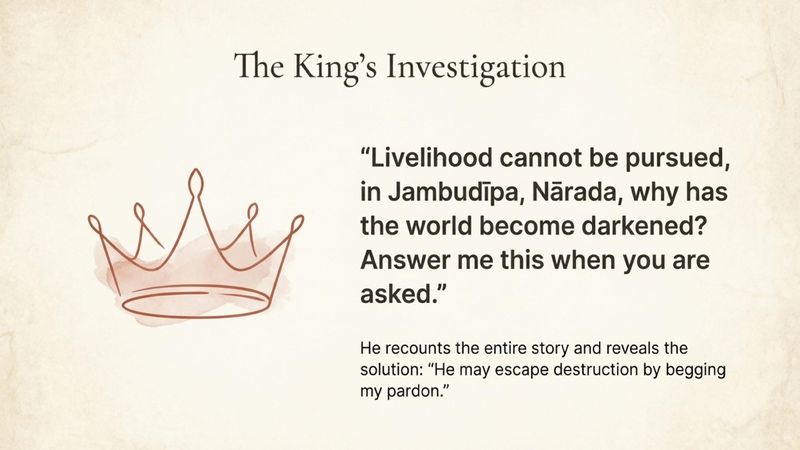 The King’s Investigation
“Livelihood cannot be pursued,
in Jambudīpa, Nārada, why has
the world become darkened?
Answer me this when you are
asked.”
He recounts the entire story and reveals the
solution: “He may escape destruction by begging
my pardon.”